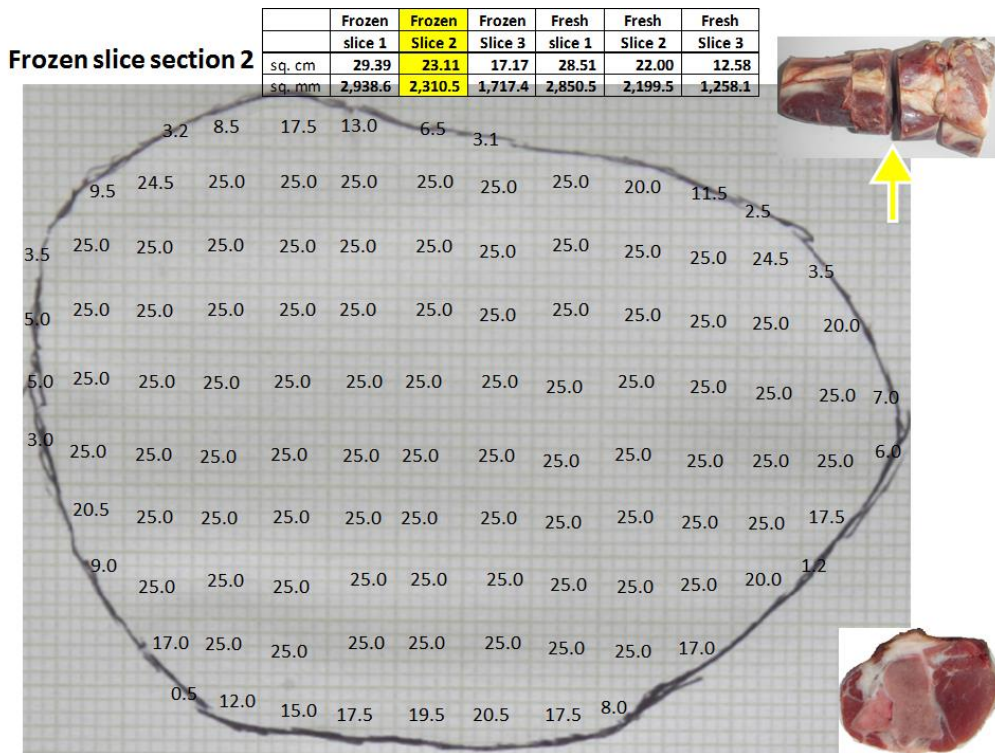 Frozen Frozen Frozen Fresh Fresh Fresh
slice 1 Slice 2 Slice 3 slice 1 Slice 2 Slice 3
Frozen slice section 2
sq. cm 29.39 23.11 17.17 28.51 22.00 12.58
sq. mm 2,938.6 2,310.5 1,717.4 2,850.5 2,199.5 1,258.1
3.2 8.5 17.5 13.0 6.5 3.1
9.5 24.5 25.0 25.0 25.0 25.0 25.0 25.0 20.0 11.5 2.5
3.5 25.0 25.0 25.0 25.0 25.0 25.0 25.0 25.0 25.0 25.0 24.5 3.5
5.0 25.0 25.0 25.0 25.0 25.0 25.0 25.0 25.0 25.0 25.0 25.0 20.0
5.0 25.0 25.0 25.0 25.0 25.0 25.0 25.0 25.0 25.0 25.0 25.0 25.0 7.0
3.0 25.0 25.0 25.0 25.0 25.0 25.0 25.0 25.0 25.0 25.0 25.0 25.0 6.0
20.5 25.0 25.0 25.0 25.0 25.0 25.0 25.0 25.0 25.0 25.0 17.5
9.0 25.0 25.0 25.0 25.0 25.0 25.0 25.0 25.0 25.0 20.0 1.2
17.0 25.0 25.0 25.0 25.0 25.0 25.0 25.0 17.0
0.5 12.0 15.0 17.5 19.5 20.5 17.5 8.0